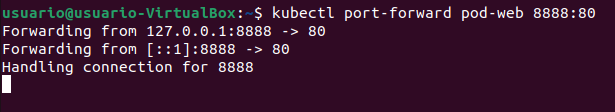 usuario@usuario-VirtualBox:~$ kubectl port-forward pod-web 8888:80
Forwarding from 127.0.0.1:8888 -> 80
Forwarding from [::1]:8888 -> 80
Handling connection for 8888